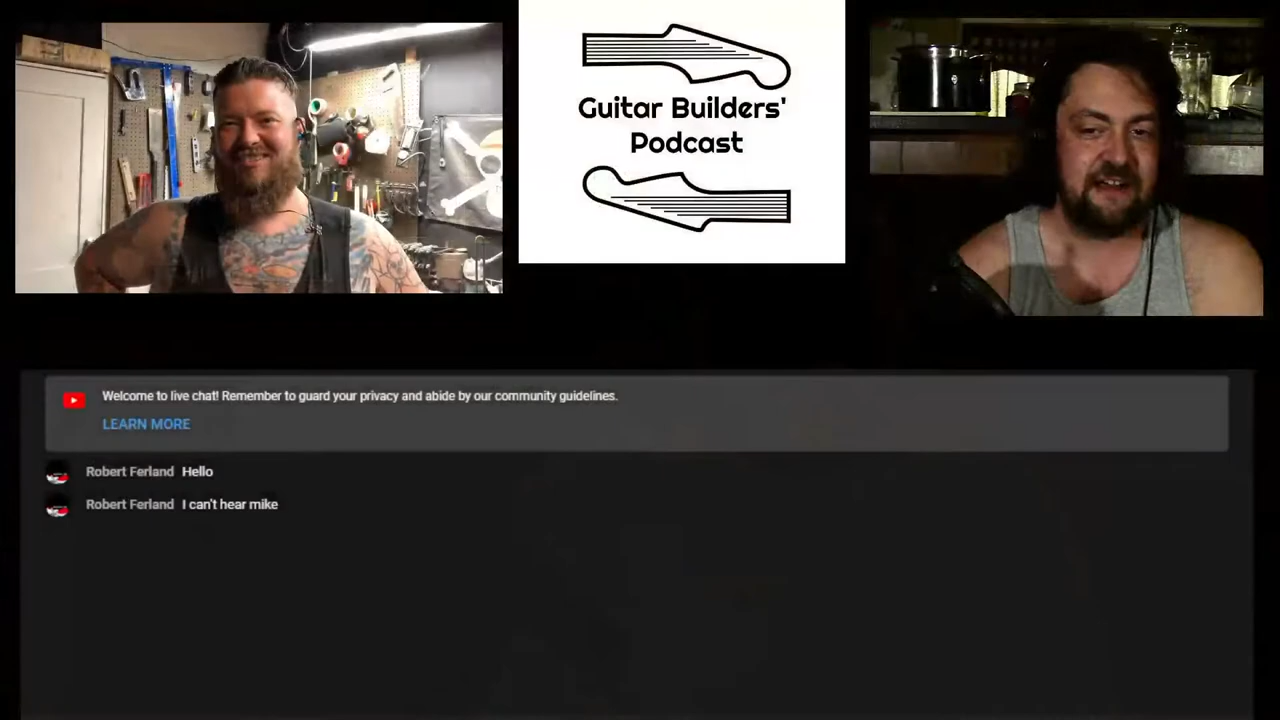 Guitar Builders'
Podcast
Welcome to live chat! Remember to guard your privacy and abide by our community guidelines.
LEARN MORE
Robert Ferland Hello
Robert Ferland I can't hear mike